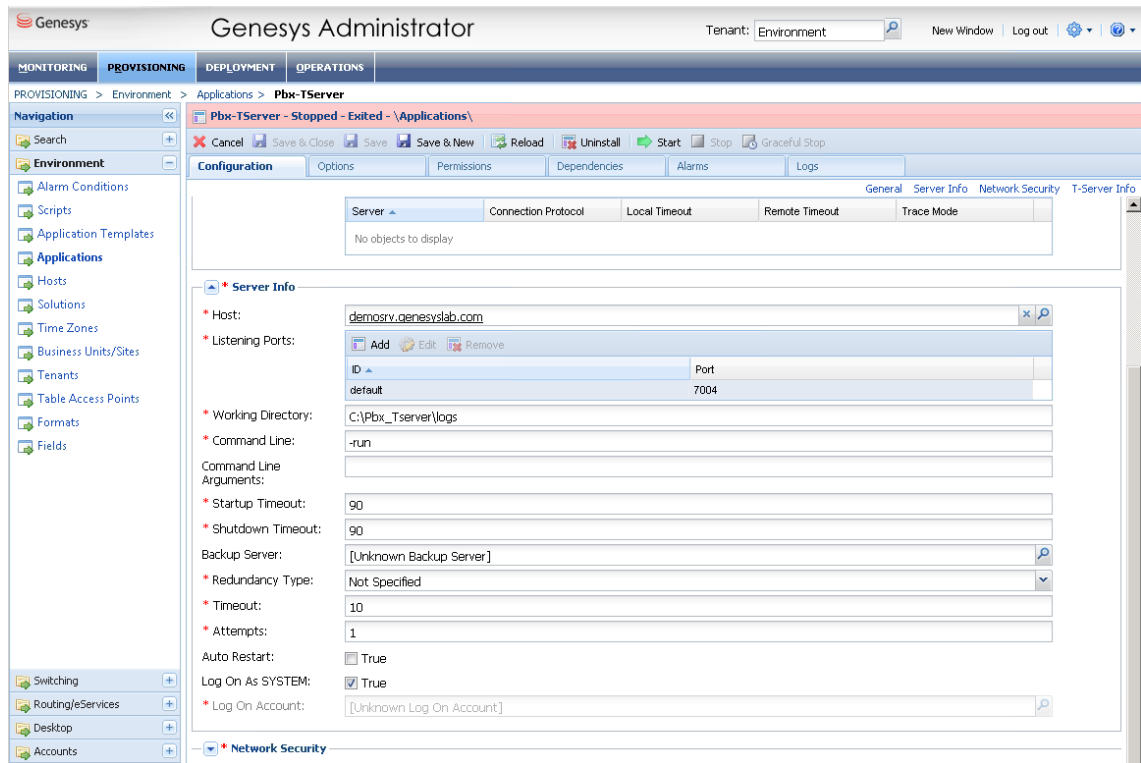 Genesys
Genesys Administrator
Tenant: Environment
New Window Log out
MONITORING PROVISIONING DEPLOYMENT OPERATIONS
PROVISIONING > Environment > Applications > Pbx-TServer
Navigation
Search
Environment
Alarm Conditions
Scripts
Application Templates
Applications
Hosts
Solutions
Time Zones
Business Units/Sites
Tenants
Table Access Points
Formats
Fields
Switching
Routing/eServices
Desktop
Accounts
Pbx-TServer - Stopped - Exited - \Applications\
Cancel Save & Close Save Save & New Reload Uninstall Start Stop Graceful Stop
Configuration Options Permissions Dependencies Alarms Logs
General Server Info Network Security T-Server Info
Server Connection Protocol Local Timeout Remote Timeout Trace Mode
No objects to display
* Server Info
* Host: demosrv.genesyslab.com
* Listening Ports: Add Edit Remove
ID Port
default 7004
* Working Directory: C:\Pbx_Tserver\logs
* Command Line: -run
Command Line
Arguments:
* Startup Timeout: 90
* Shutdown Timeout: 90
Backup Server: [Unknown Backup Server]
* Redundancy Type: Not Specified
* Timeout: 10
* Attempts: 1
Auto Restart: True
Log On As SYSTEM: True
* Log On Account: [Unknown Log On Account]
* Network Security